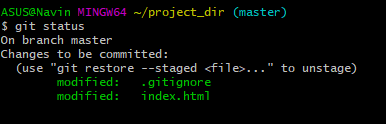 ASUS@Navin MINGW64 ~/project_dir (master)
$ git status
On branch master
Changes to be committed:
  (use "git restore --staged <file>..." to unstage)
        modified:   .gitignore
        modified:   index.html